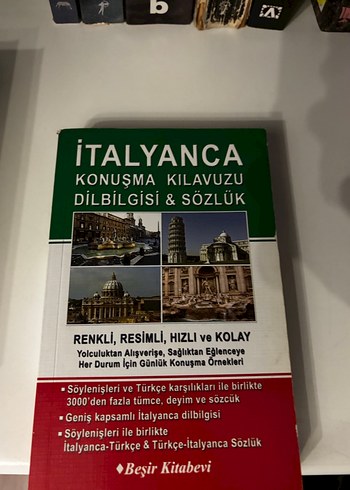 b
İTALYANCA
KONUŞMA KILAVUZU
DİLBİLGİSİ & SÖZLÜK
RENKLİ, RESİMLİ, HIZLI ve KOLAY
Yolculuktan Alışverişe, Sağlıktan Eğlenceye
Her Durum İçin Günlük Konuşma Örnekleri
▪ Söylenişleri ve Türkçe karşılıkları ile birlikte
3000'den fazla tümce, deyim ve sözcük
▪ Geniş kapsamlı İtalyanca dilbilgisi
▪ Söylenişleri ile birlikte
İtalyanca-Türkçe & Türkçe-İtalyanca Sözlük
♦Beşir Kitabevi